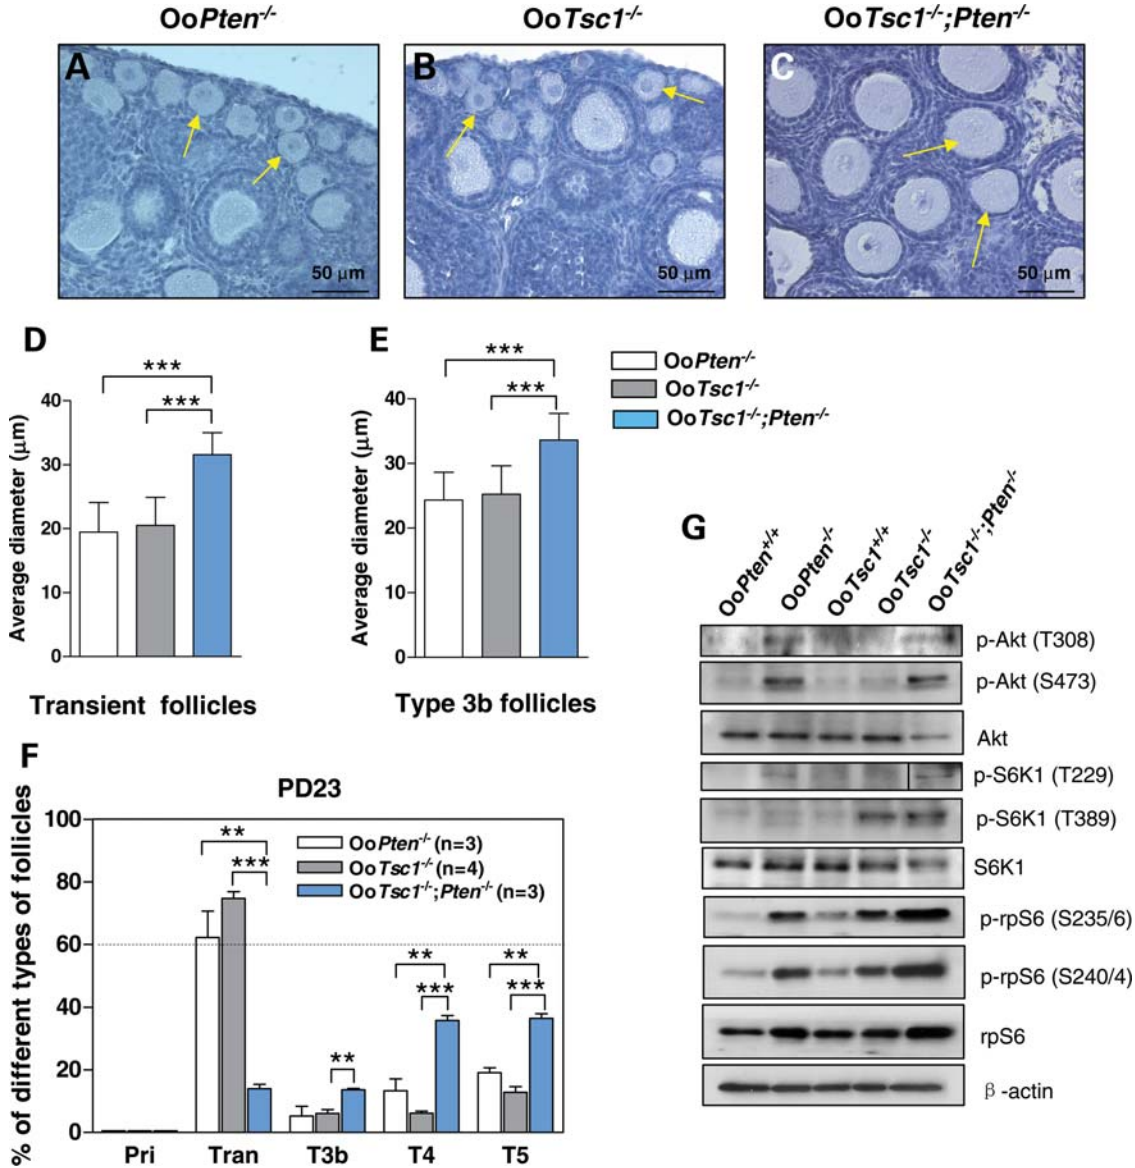 OoPten-/-
OoTsc1-/-
OoTsc1-/-;Pten-/-
A
B
C
50 μm
50 μm
50 μm
D
E
***
***
40
30
20
10
0
Average diameter (μm)
Transient follicles
***
***
40
30
20
10
0
Average diameter (μm)
Type 3b follicles
OoPten-/-
OoTsc1-/-
OoTsc1-/-;Pten-/-
F
PD23
% of different types of follicles
100
80
60
40
20
0
**
***
**
**
***
**
***
OoPten-/- (n=3)
OoTsc1-/- (n=4)
OoTsc1-/-;Pten-/- (n=3)
Pri
Tran
T3b
T4
T5
G
OoPten+/+
OoPten-/-
OoTsc1+/+
OoTsc1-/-
OoTsc1-/-;Pten-/-
p-Akt (T308)
p-Akt (S473)
Akt
p-S6K1 (T229)
p-S6K1 (T389)
S6K1
p-rpS6 (S235/6)
p-rpS6 (S240/4)
rpS6
β-actin